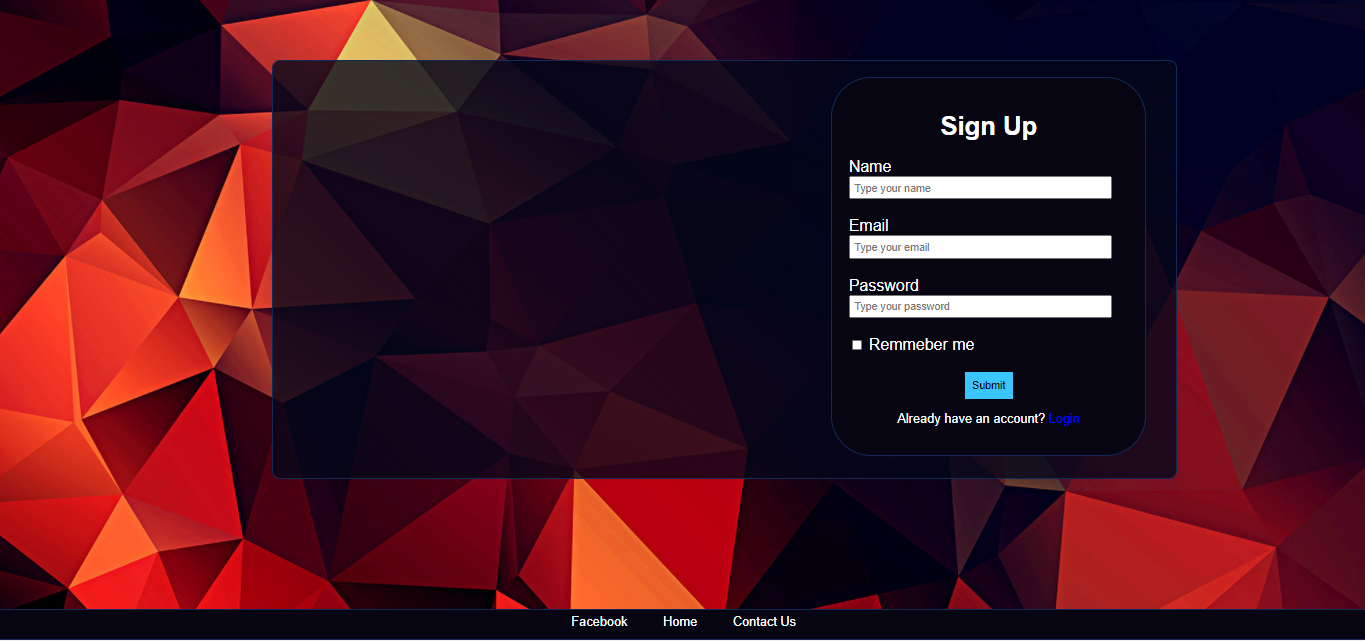 Sign Up
Name
Type your name
Email
Type your email
Password
Type your password
Remmeber me
Submit
Already have an account? Login
Facebook Home Contact Us